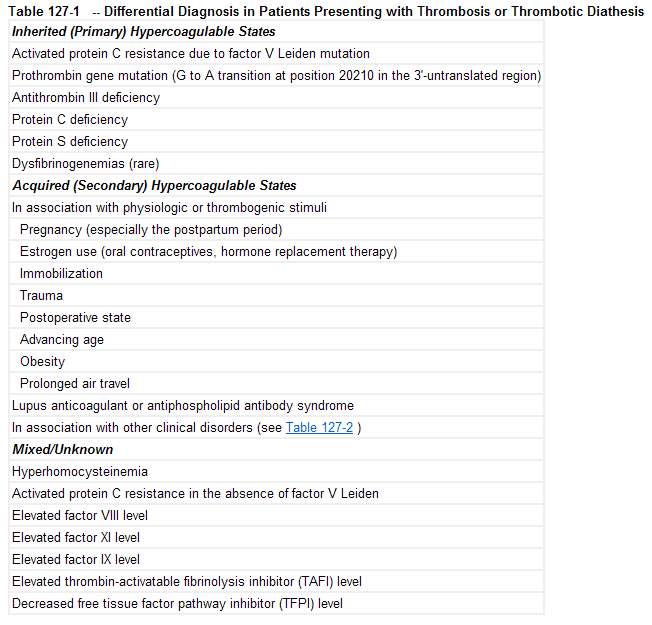 Table 127-1 -- Differential Diagnosis in Patients Presenting with Thrombosis or Thrombotic Diathesis
Inherited (Primary) Hypercoagulable States
Activated protein C resistance due to factor V Leiden mutation
Prothrombin gene mutation (G to A transition at position 20210 in the 3'-untranslated region)
Antithrombin III deficiency
Protein C deficiency
Protein S deficiency
Dysfibrinogenemias (rare)
Acquired (Secondary) Hypercoagulable States
In association with physiologic or thrombogenic stimuli
Pregnancy (especially the postpartum period)
Estrogen use (oral contraceptives, hormone replacement therapy)
Immobilization
Trauma
Postoperative state
Advancing age
Obesity
Prolonged air travel
Lupus anticoagulant or antiphospholipid antibody syndrome
In association with other clinical disorders (see Table 127-2 )
Mixed/Unknown
Hyperhomocysteinemia
Activated protein C resistance in the absence of factor V Leiden
Elevated factor VIII level
Elevated factor XI level
Elevated factor IX level
Elevated thrombin-activatable fibrinolysis inhibitor (TAFI) level
Decreased free tissue factor pathway inhibitor (TFPI) level